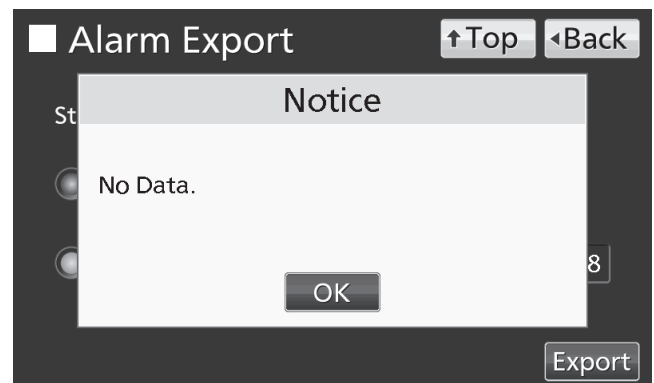 Alarm Export
↑Top
◂Back
St
Notice
No Data.
8
OK
Export